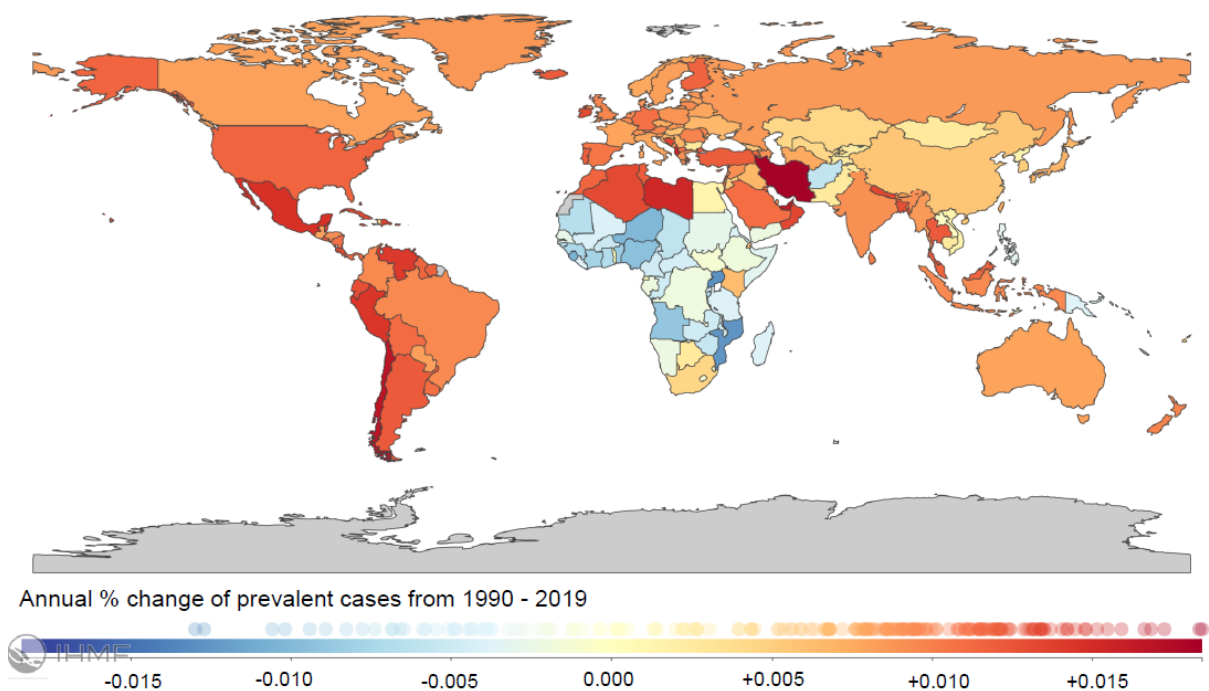 Annual % change of prevalent cases from 1990 - 2019
IHME
-0.015 -0.010 -0.005 0.000 +0.005 +0.010 +0.015